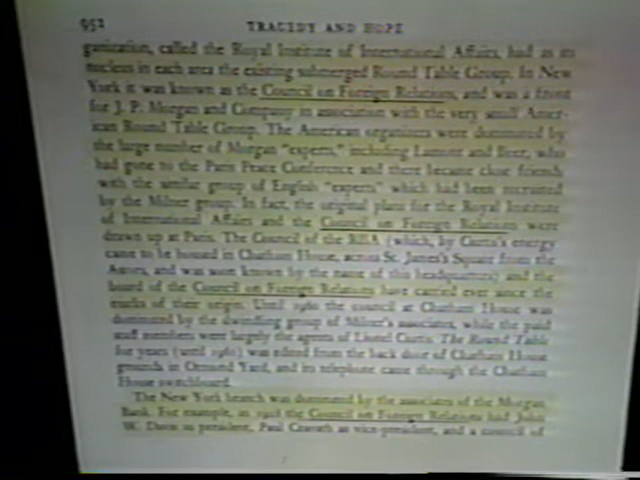 952 TRAGEDY AND HOPE
ganization, called the Royal Institute of International Affairs, had as its
nucleus in each area the existing submerged Round Table Group. In New
York it was known as the Council on Foreign Relations, and was a front
for J. P. Morgan and Company in association with the very small Amer-
ican Round Table Group. The American organizers were dominated by
the large number of Morgan "experts," including Lamont and Beer, who
had gone to the Paris Peace Conference and there became close friends
with the similar group of English "experts" which had been recruited
by the Milner group. In fact, the original plans for the Royal Institute
of International Affairs and the Council on Foreign Relations were
drawn up at Paris. The Council of the RIIA (which, by Curtis's energy
came to be housed in Chatham House, across St. James's Square from the
Astors, and was soon known by the name of this headquarters) and the
board of the Council on Foreign Relations have carried ever since the
marks of their origin. Until 1960 the council at Chatham House was
dominated by the dwindling group of Milner's associates, while the paid
staff members were largely the agents of Lionel Curtis. The Round Table
for years (until 1960) was edited from the back door of Chatham House
grounds in Ormond Yard, and its telephone came through the Chatham
House switchboard.
The New York branch was dominated by the associates of the Morgan
Bank. For example, in 1928 the Council on Foreign Relations had John
W. Davis as president, Paul Cravath as vice-president, and a council of